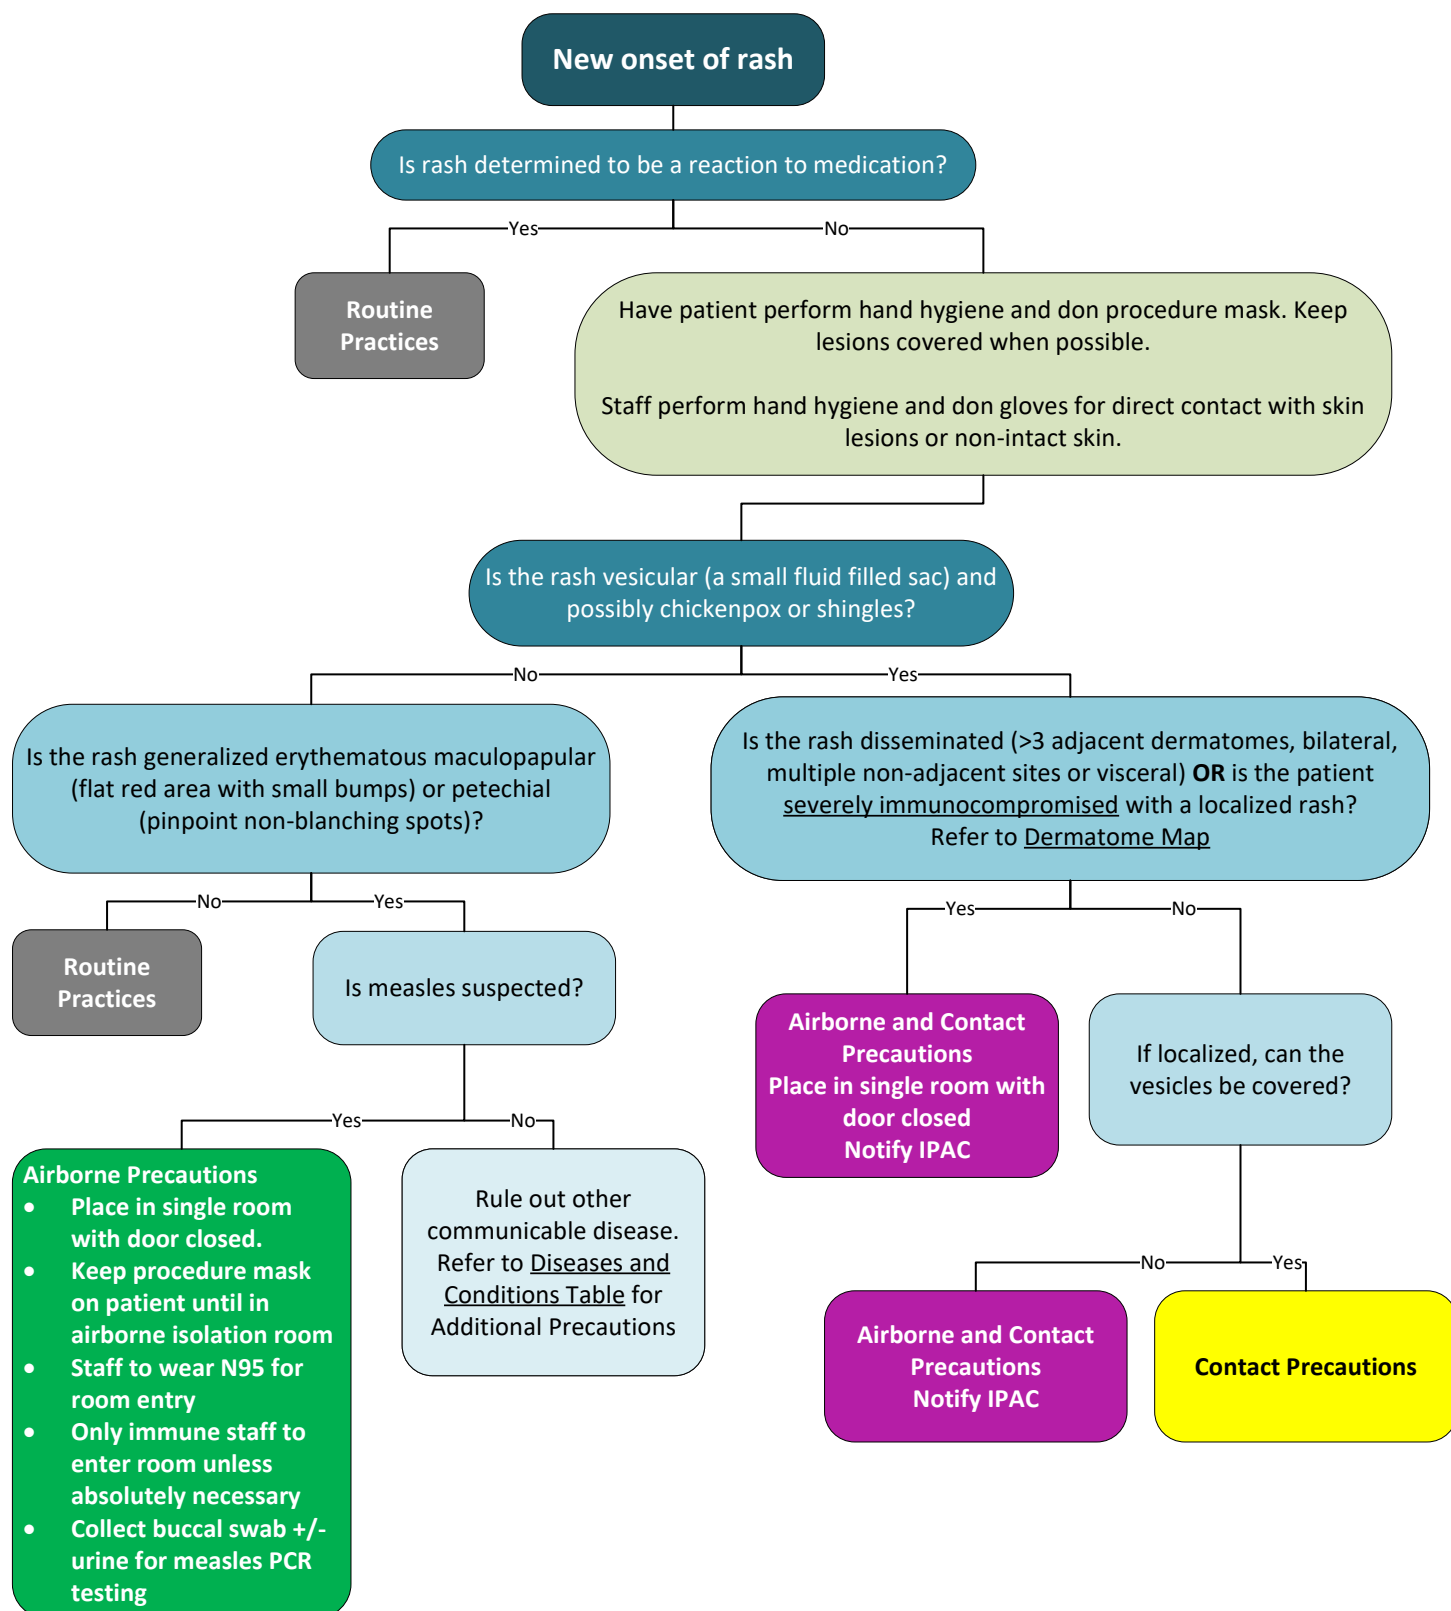 New onset of rash
Is rash determined to be a reaction to medication?
Yes
No
Routine
Practices
Have patient perform hand hygiene and don procedure mask. Keep
lesions covered when possible.
Staff perform hand hygiene and don gloves for direct contact with skin
lesions or non-intact skin.
Is the rash vesicular (a small fluid filled sac) and
possibly chickenpox or shingles?
No
Yes
Is the rash generalized erythematous maculopapular
(flat red area with small bumps) or petechial
(pinpoint non-blanching spots)?
Is the rash disseminated (>3 adjacent dermatomes, bilateral,
multiple non-adjacent sites or visceral) OR is the patient
severely immunocompromised with a localized rash?
Refer to Dermatome Map
No
Yes
Yes
No
Routine
Practices
Is measles suspected?
Airborne and Contact
Precautions
Place in single room with
door closed
Notify IPAC
If localized, can the
vesicles be covered?
Yes
No
Airborne Precautions
• Place in single room
with door closed.
• Keep procedure mask
on patient until in
airborne isolation room
• Staff to wear N95 for
room entry
• Only immune staff to
enter room unless
absolutely necessary
• Collect buccal swab +/-
urine for measles PCR
testing
Rule out other
communicable disease.
Refer to Diseases and
Conditions Table for
Additional Precautions
No
Yes
Airborne and Contact
Precautions
Notify IPAC
Contact Precautions